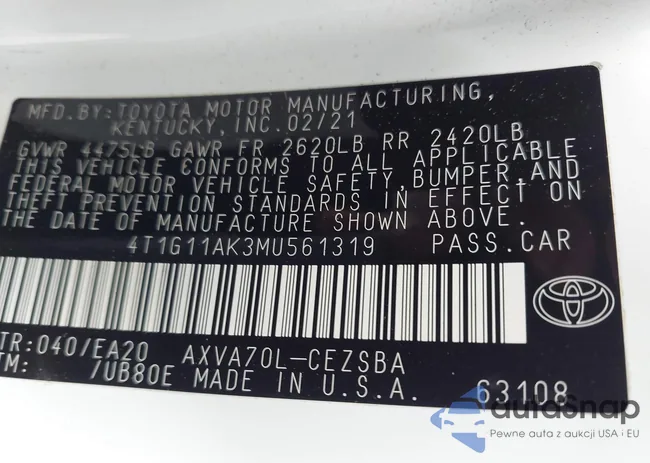 MFD.BY:TOYOTA MOTOR MANUFACTURING,
KENTUCKY,INC.02/21
GVWR 4475LB GAWR FR 2620LB RR 2420LB
THIS VEHICLE CONFORMS TO ALL APPLICABLE
FEDERAL MOTOR VEHICLE SAFETY,BUMPER,AND
THEFT PREVENTION STANDARDS IN EFFECT ON
THE DATE OF MANUFACTURE SHOWN ABOVE.
4T1G11AK3MU561319 PASS.CAR
TR:040/EA20 AXVA70L-CEZSBA
TM: /UB80E MADE IN U.S.A. 63108
autoSnap
Pewne auta z aukcji USA i EU